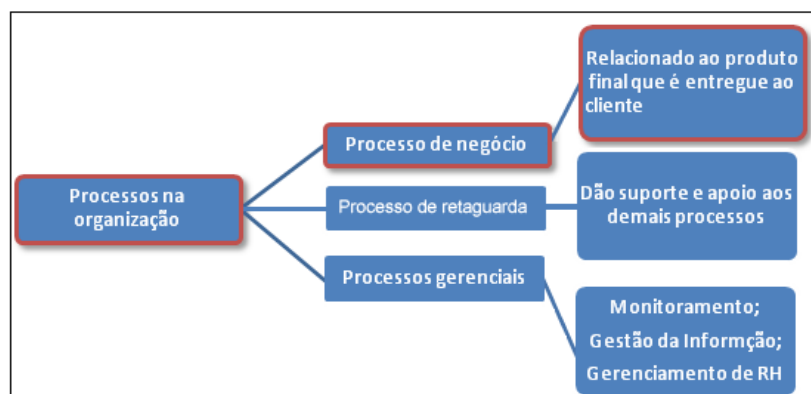 Relacionado ao produto
final que é entregue ao
cliente
Processo de negócio
Processos na
organização
Processo de retaguarda
Dão suporte e apoio aos
demais processos
Processos gerenciais
Monitoramento;
Gestão da Informção;
Gerenciamento de RH